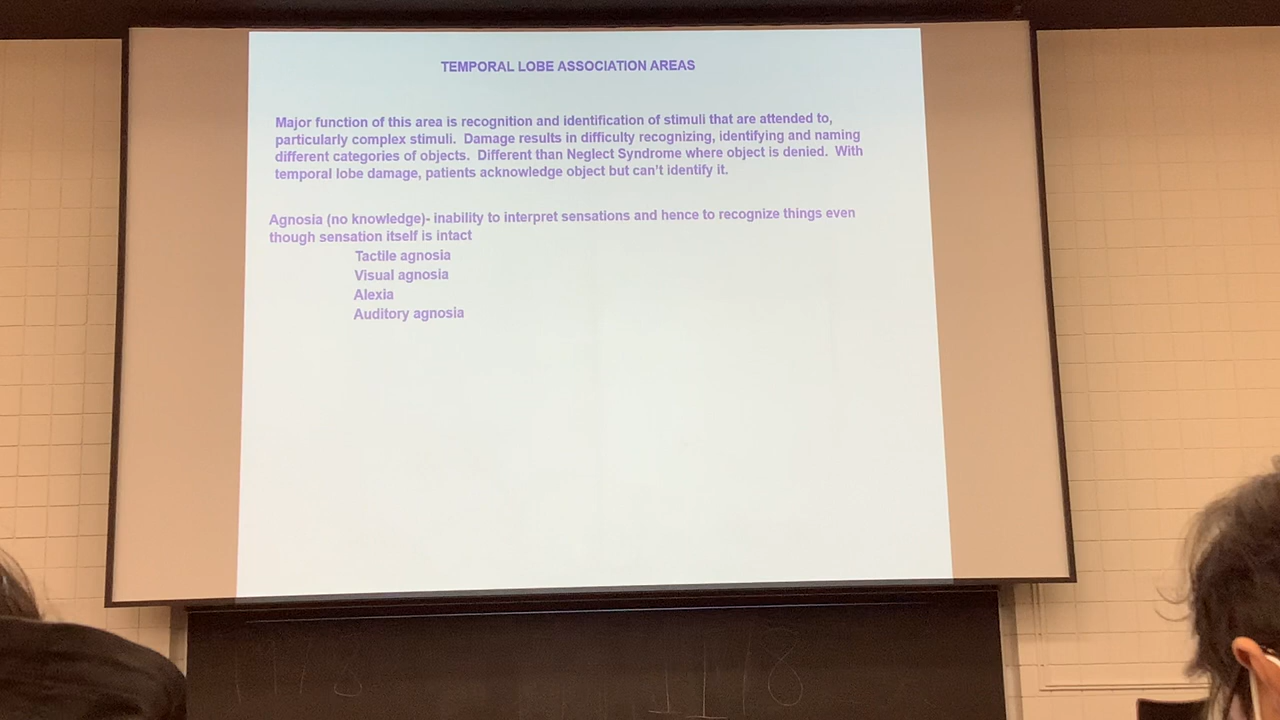 TEMPORAL LOBE ASSOCIATION AREAS
Major function of this area is recognition and identification of stimuli that are attended to,
particularly complex stimuli.  Damage results in difficulty recognizing, identifying and naming
different categories of objects.  Different than Neglect Syndrome where object is denied.  With
temporal lobe damage, patients acknowledge object but can't identify it.
Agnosia (no knowledge)- inability to interpret sensations and hence to recognize things even
though sensation itself is intact
Tactile agnosia
Visual agnosia
Alexia
Auditory agnosia